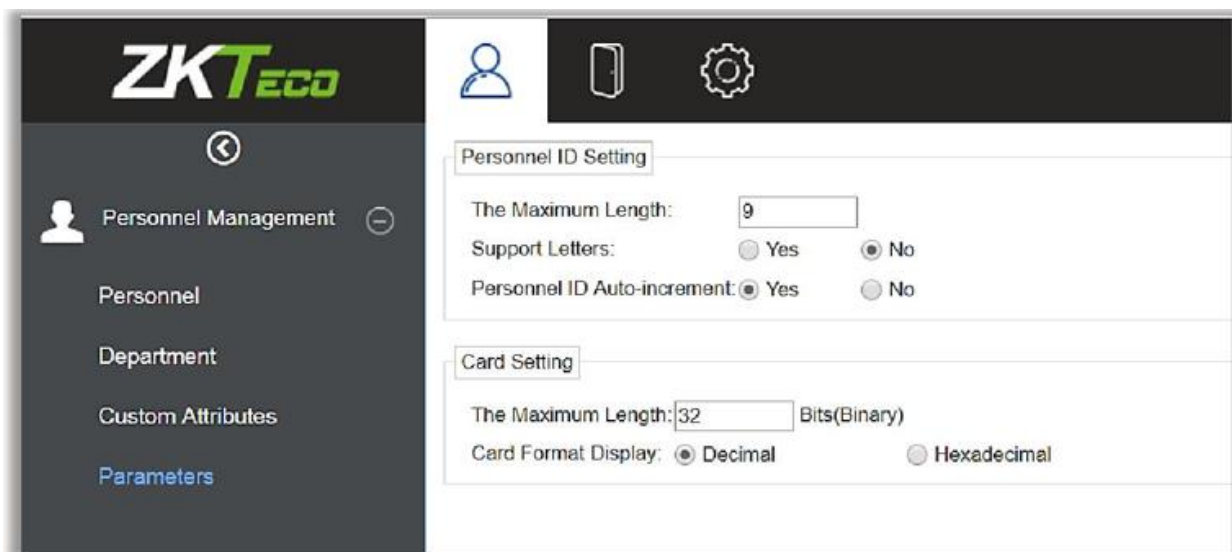 ZKTeco
Personnel Management
Personnel
Department
Custom Attributes
Parameters
Personnel ID Setting
The Maximum Length: 9
Support Letters: Yes No
Personnel ID Auto-increment: Yes No
Card Setting
The Maximum Length: 32 Bits(Binary)
Card Format Display: Decimal Hexadecimal